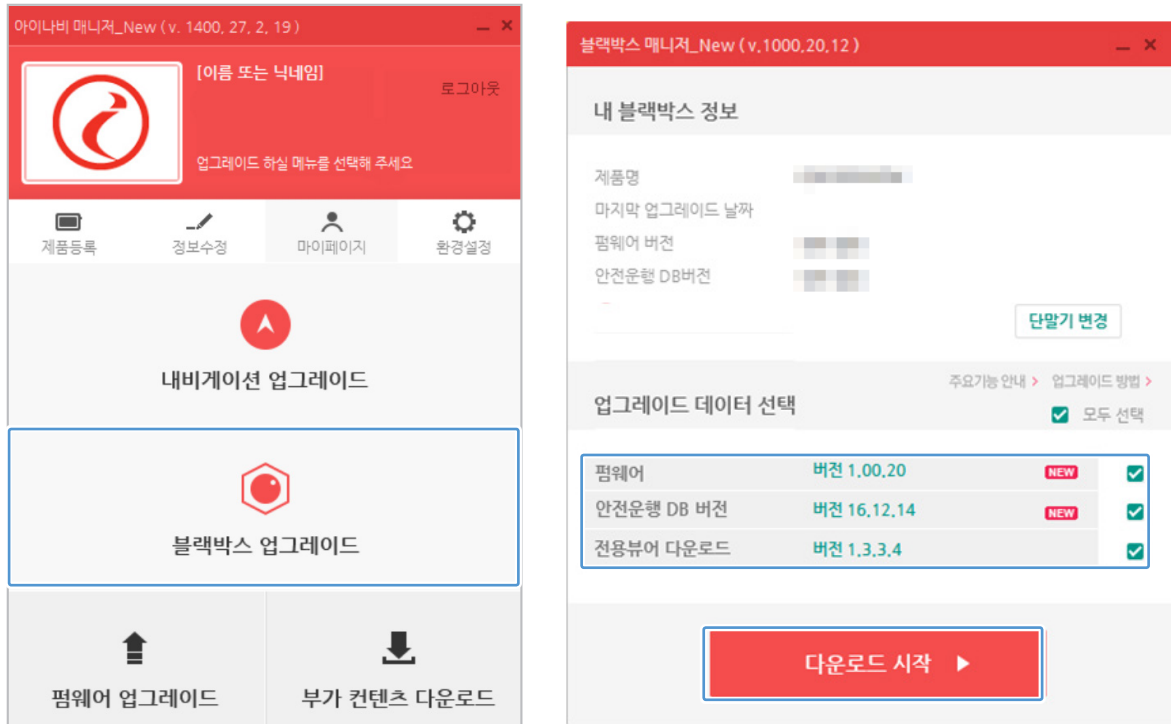 아이나비 매니저_New ( v. 1400, 27, 2, 19 )
[이름 또는 닉네임]
로그아웃
업그레이드 하실 메뉴를 선택해 주세요
제품등록
정보수정
마이페이지
환경설정
내비게이션 업그레이드
블랙박스 업그레이드
펌웨어 업그레이드
부가 컨텐츠 다운로드
블랙박스 매니저_New ( v.1000.20.12 )
내 블랙박스 정보
제품명
마지막 업그레이드 날짜
펌웨어 버전
안전운행 DB버전
단말기 변경
주요기능 안내 > 업그레이드 방법 >
업그레이드 데이터 선택
모두 선택
펌웨어 버전 1.00.20 NEW
안전운행 DB 버전 버전 16.12.14 NEW
전용뷰어 다운로드 버전 1.3.3.4
다운로드 시작